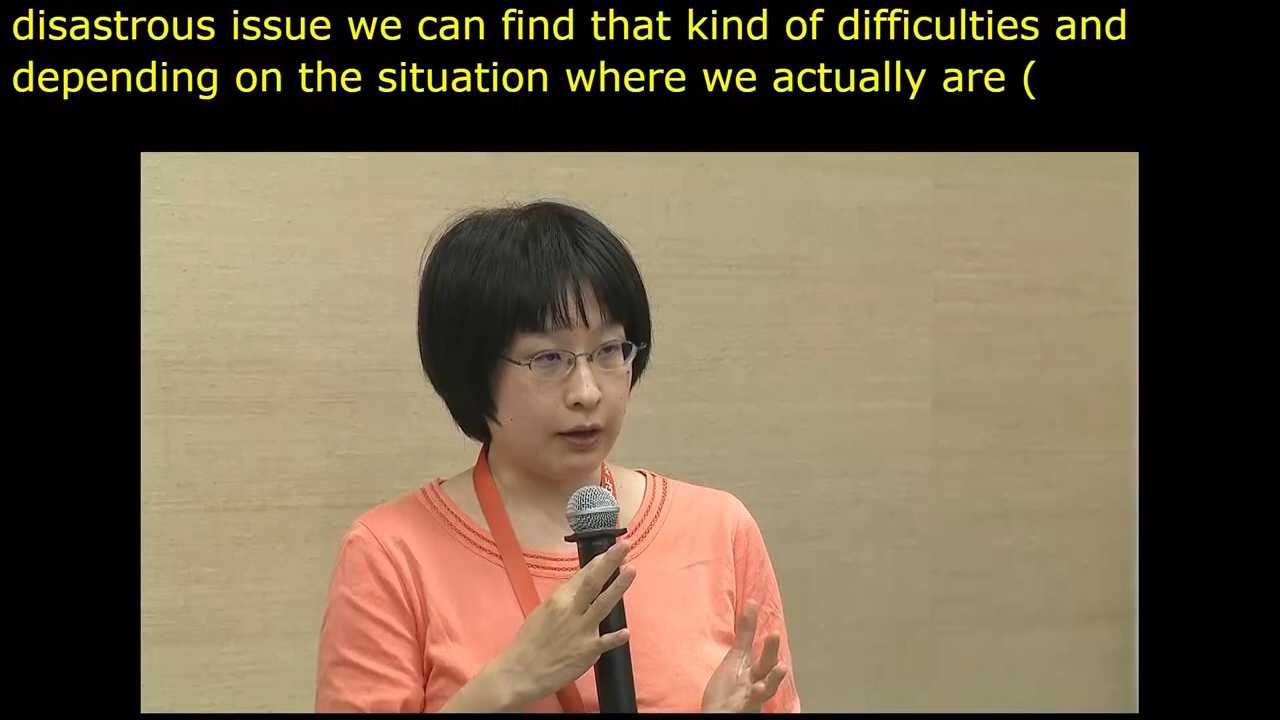 disastrous issue we can find that kind of difficulties and
depending on the situation where we actually are (